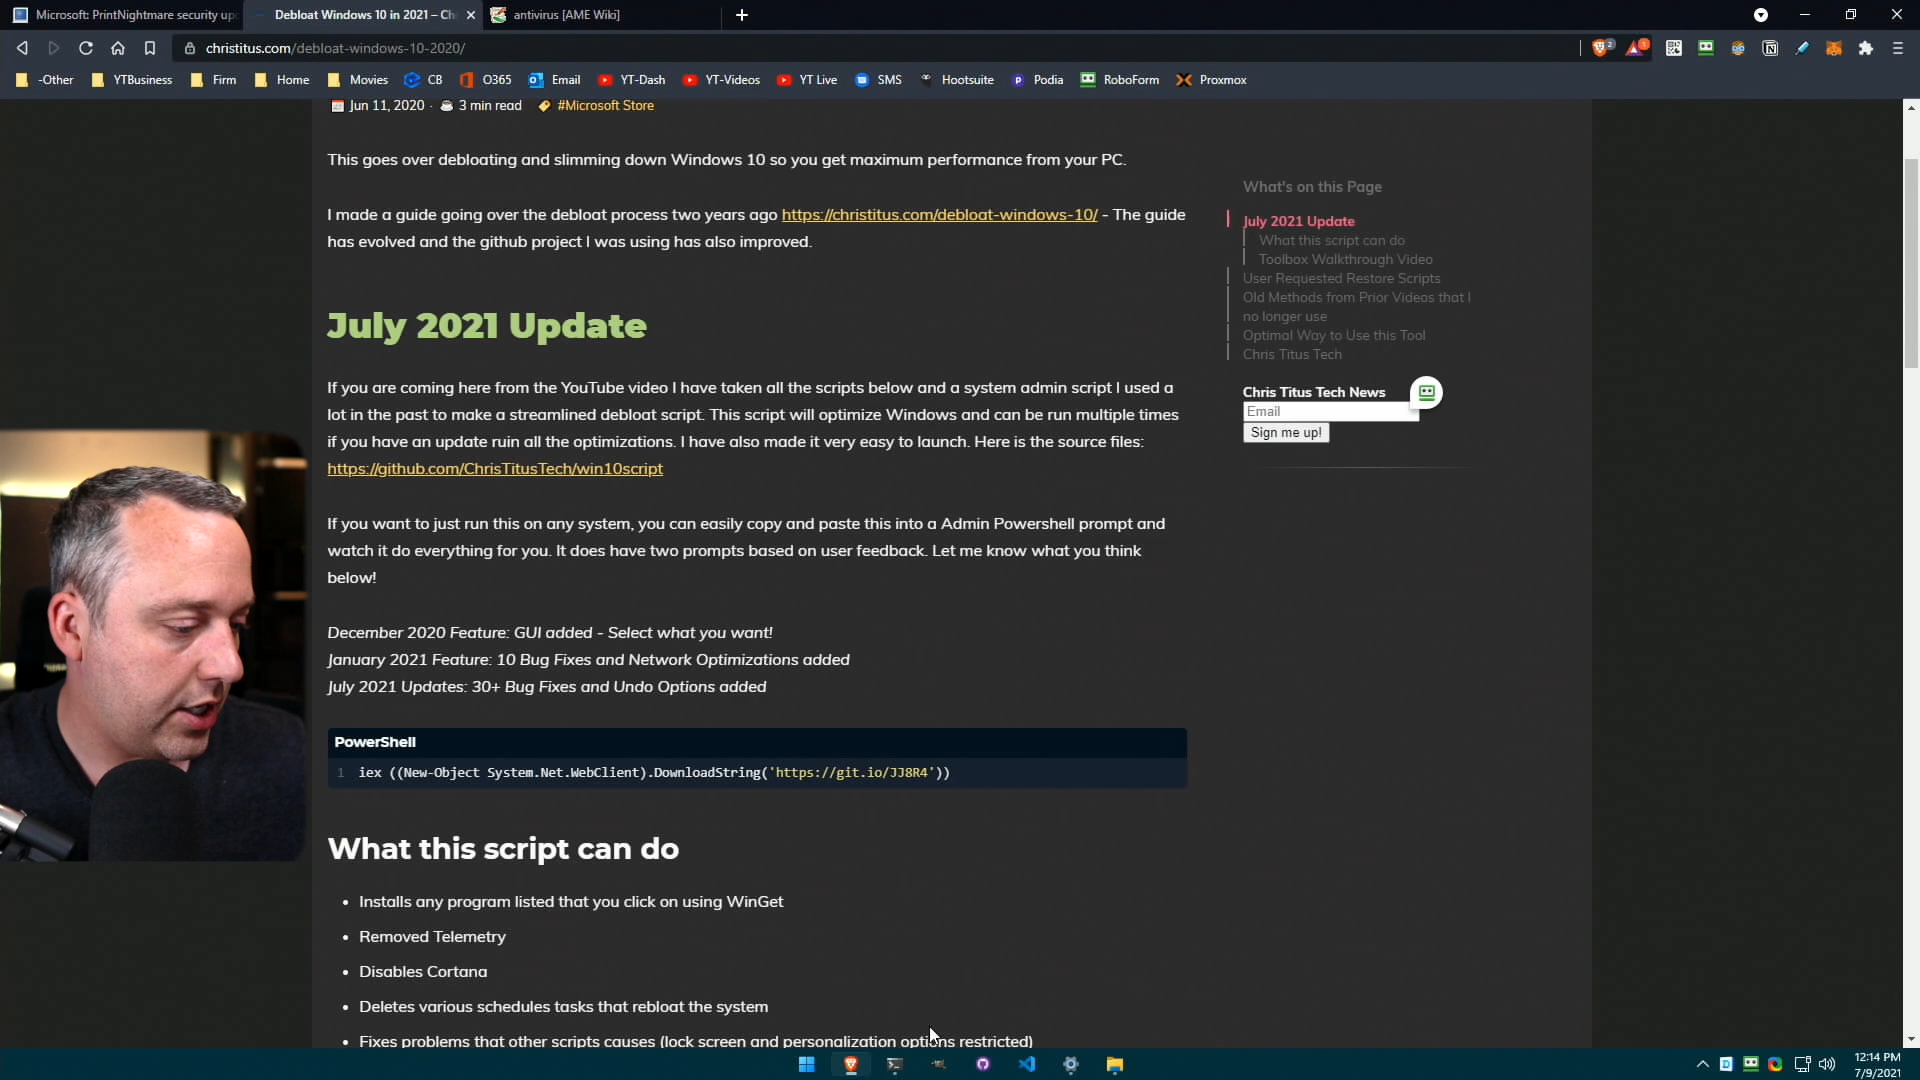 Microsoft: PrintNightmare security upd
Debloat Windows 10 in 2021 – Ch
antivirus [AME Wiki]
christitus.com/debloat-windows-10-2020/
2
1
-Other
YTBusiness
Firm
Home
Movies
CB
O365
Email
YT-Dash
YT-Videos
YT Live
SMS
Hootsuite
Podia
RoboForm
Proxmox
Jun 11, 2020 · 3 min read #Microsoft Store
This goes over debloating and slimming down Windows 10 so you get maximum performance from your PC.
I made a guide going over the debloat process two years ago https://christitus.com/debloat-windows-10/ - The guide
has evolved and the github project I was using has also improved.
July 2021 Update
If you are coming here from the YouTube video I have taken all the scripts below and a system admin script I used a
lot in the past to make a streamlined debloat script. This script will optimize Windows and can be run multiple times
if you have an update ruin all the optimizations. I have also made it very easy to launch. Here is the source files:
https://github.com/ChrisTitusTech/win10script
If you want to just run this on any system, you can easily copy and paste this into a Admin Powershell prompt and
watch it do everything for you. It does have two prompts based on user feedback. Let me know what you think
below!
December 2020 Feature: GUI added - Select what you want!
January 2021 Feature: 10 Bug Fixes and Network Optimizations added
July 2021 Updates: 30+ Bug Fixes and Undo Options added
PowerShell
1 iex ((New-Object System.Net.WebClient).DownloadString('https://git.io/JJ8R4'))
What this script can do
• Installs any program listed that you click on using WinGet
• Removed Telemetry
• Disables Cortana
• Deletes various schedules tasks that rebloat the system
• Fixes problems that other scripts causes (lock screen and personalization options restricted)
What's on this Page
July 2021 Update
What this script can do
Toolbox Walkthrough Video
User Requested Restore Scripts
Old Methods from Prior Videos that I
no longer use
Optimal Way to Use this Tool
Chris Titus Tech
Chris Titus Tech News
Email
Sign me up!
12:14 PM
7/9/2021